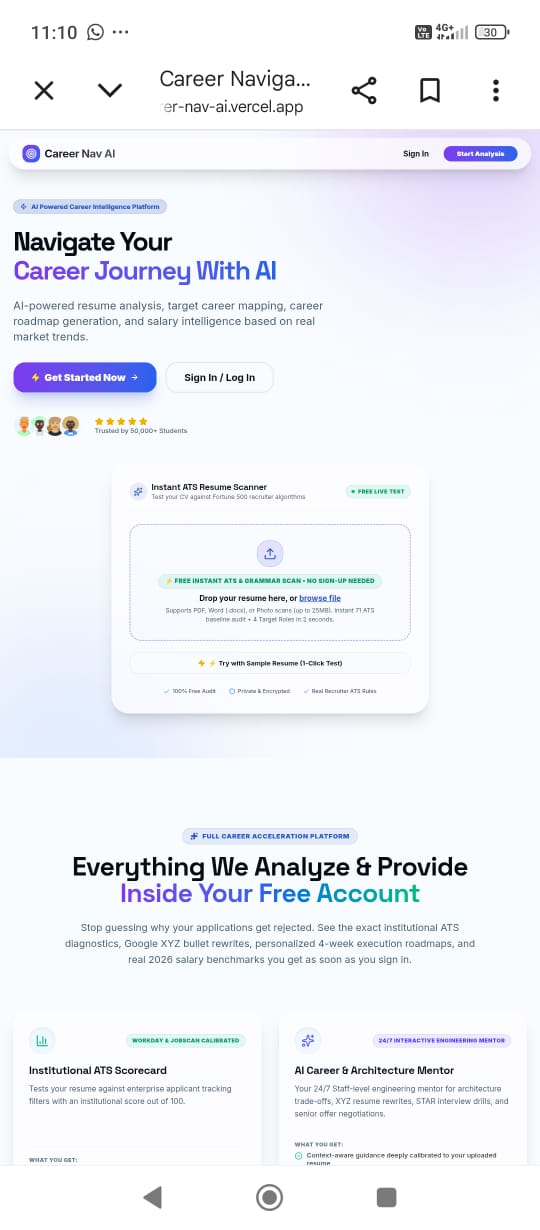 11:10
Vo LTE 4G+ 30
Career Naviga...
er-nav-ai.vercel.app
Career Nav AI
Sign In
Start Analysis
AI Powered Career Intelligence Platform
Navigate Your
Career Journey With AI
AI-powered resume analysis, target career mapping, career
roadmap generation, and salary intelligence based on real
market trends.
⚡ Get Started Now →
Sign In / Log In
★★★★★
Trusted by 50,000+ Students
Instant ATS Resume Scanner
Test your CV against Fortune 500 recruiter algorithms
FREE LIVE TEST
⚡ FREE INSTANT ATS & GRAMMAR SCAN • NO SIGN-UP NEEDED
Drop your resume here, or browse file
Supports PDF, Word (.docx), or Photo scans (up to 25MB). Instant 71 ATS
baseline audit + 4 Target Roles in 2 seconds.
⚡ ⚡ Try with Sample Resume (1-Click Test)
✓ 100% Free Audit
Private & Encrypted
✓ Real Recruiter ATS Rules
FULL CAREER ACCELERATION PLATFORM
Everything We Analyze & Provide
Inside Your Free Account
Stop guessing why your applications get rejected. See the exact institutional ATS
diagnostics, Google XYZ bullet rewrites, personalized 4-week execution roadmaps, and
real 2026 salary benchmarks you get as soon as you sign in.
WORKDAY & JOBSCAN CALIBRATED
Institutional ATS Scorecard
Tests your resume against enterprise applicant tracking
filters with an institutional score out of 100.
WHAT YOU GET:
24/7 INTERACTIVE ENGINEERING MENTOR
AI Career & Architecture Mentor
Your 24/7 Staff-level engineering mentor for architecture
trade-offs, XYZ resume rewrites, STAR interview drills, and
senior offer negotiations.
WHAT YOU GET:
Context-aware guidance deeply calibrated to your uploaded
resume